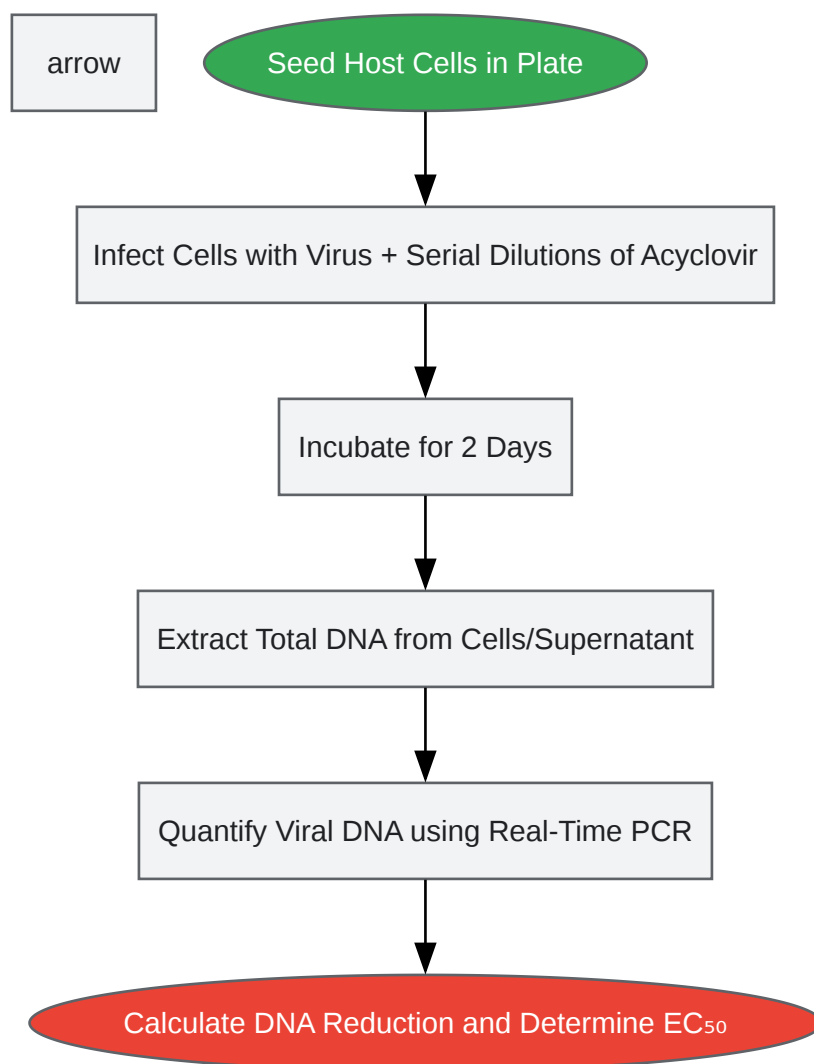 arrow
Seed Host Cells in Plate
Infect Cells with Virus + Serial Dilutions of Acyclovir
Incubate for 2 Days
Extract Total DNA from Cells/Supernatant
Quantify Viral DNA using Real-Time PCR
Calculate DNA Reduction and Determine EC₅₀